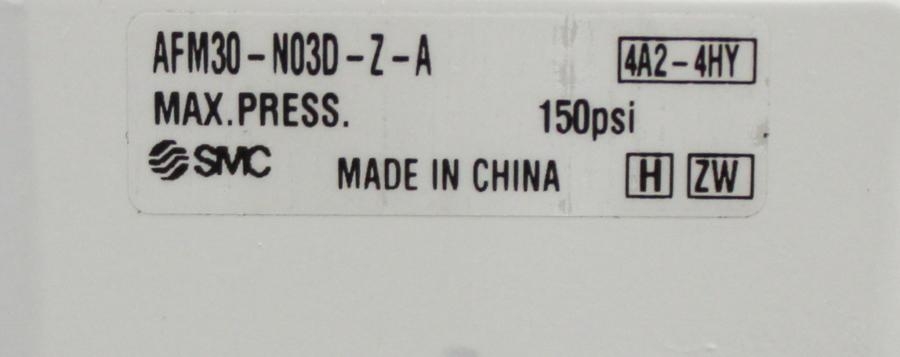 AFM30-N03D-Z-A 4A2-4HY
MAX.PRESS. 150psi
SMC MADE IN CHINA H ZW